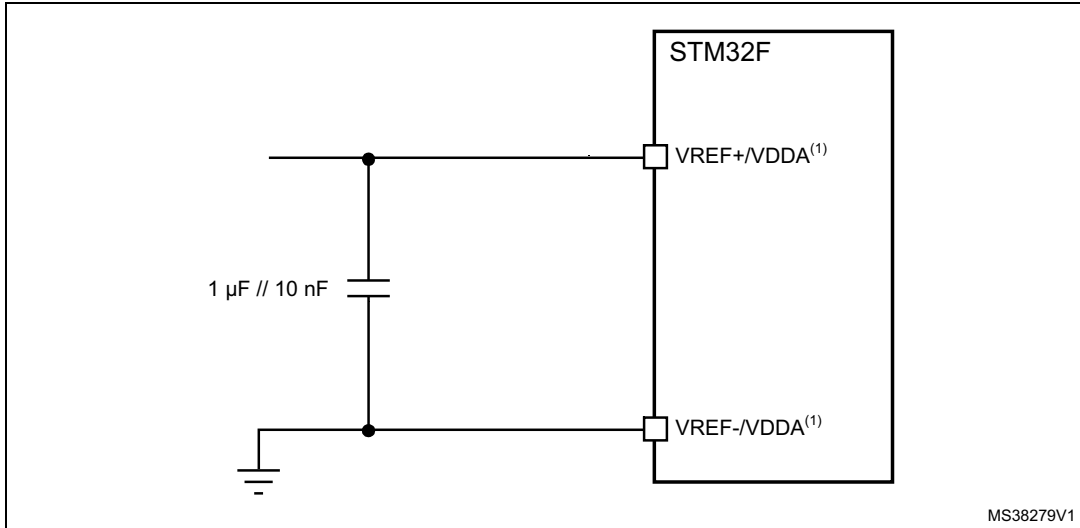 STM32F
VREF+/VDDA(1)
1 µF // 10 nF
VREF-/VDDA(1)
MS38279V1